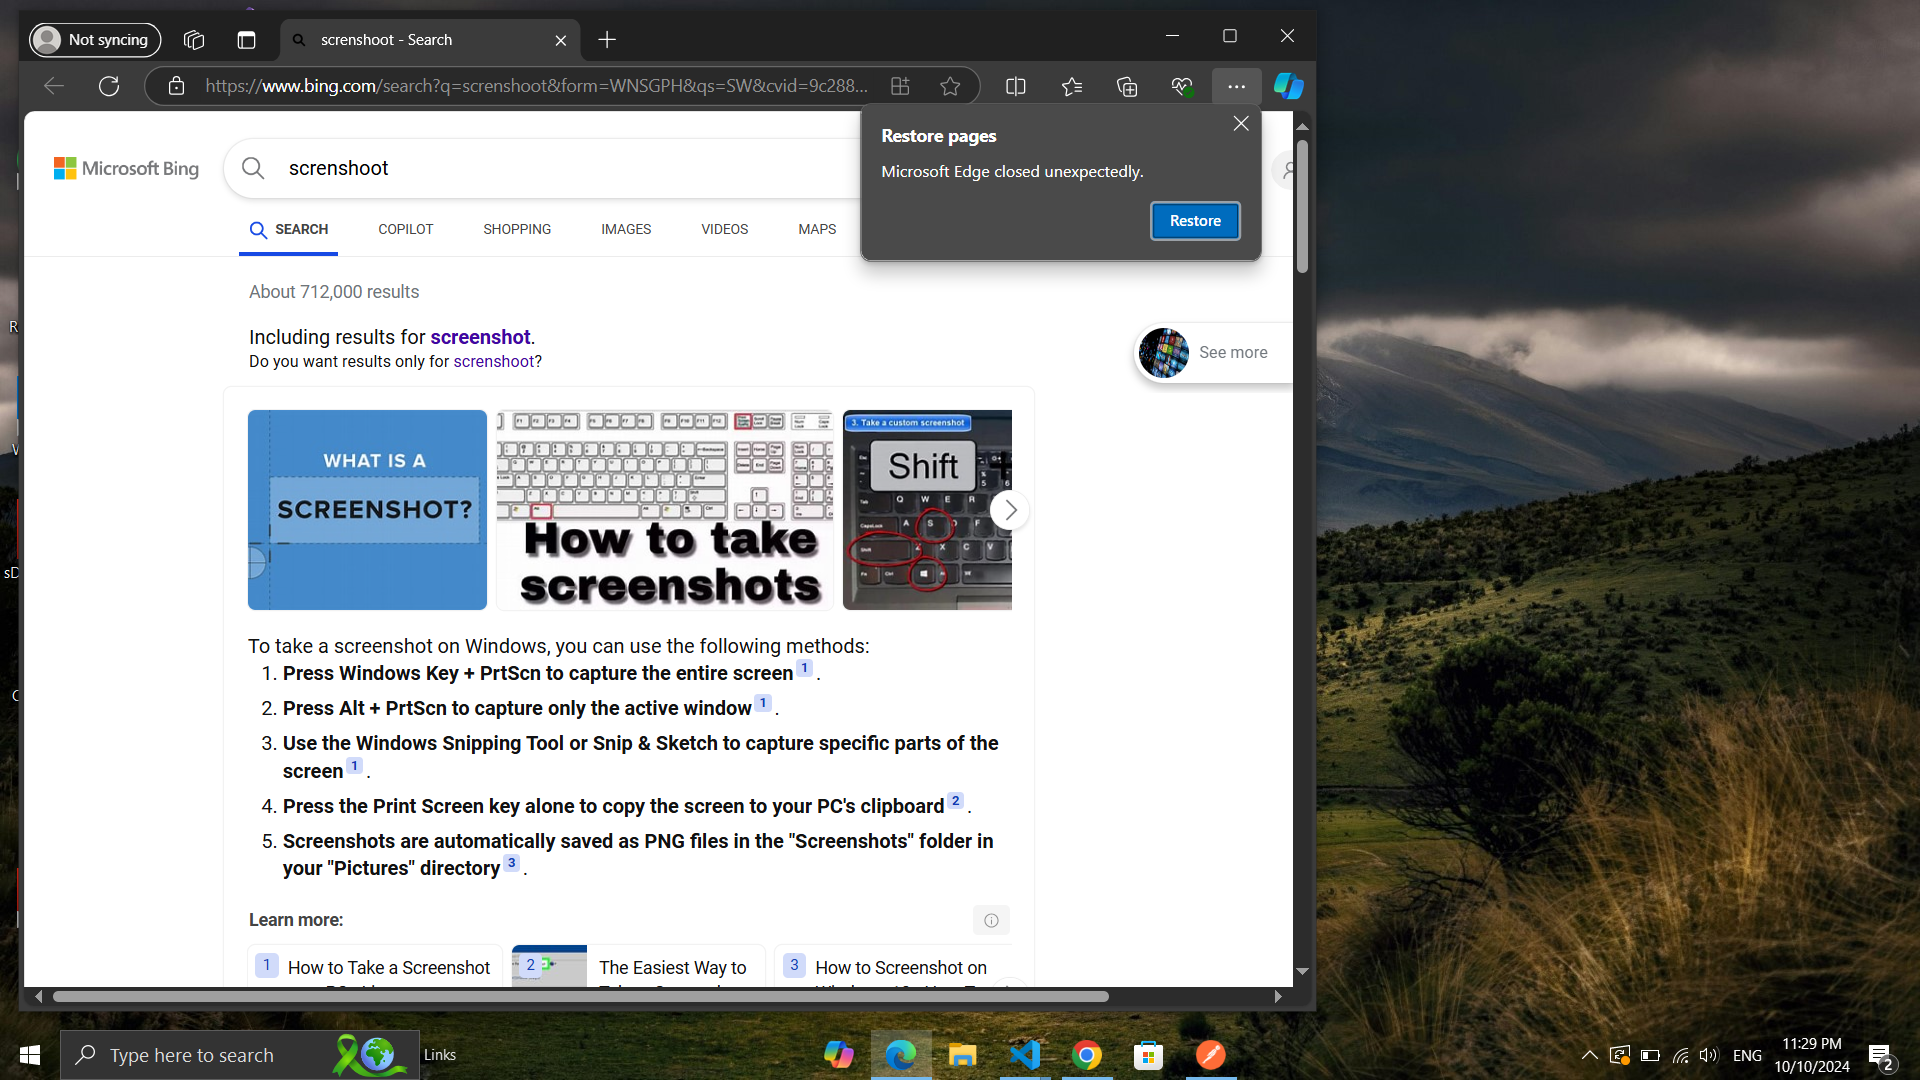 Not syncing
screnshoot - Search
https://www.bing.com/search?q=screnshoot&form=WNSGPH&qs=SW&cvid=9c288...
Restore pages
Microsoft Edge closed unexpectedly.
Restore
Microsoft Bing
screnshoot
SEARCH
COPILOT
SHOPPING
IMAGES
VIDEOS
MAPS
About 712,000 results
Including results for screenshot.
Do you want results only for screnshoot?
See more
WHAT IS A
SCREENSHOT?
How to take
screenshots
3. Take a custom screenshot
Shift +
To take a screenshot on Windows, you can use the following methods:
1. Press Windows Key + PrtScn to capture the entire screen 1 .
2. Press Alt + PrtScn to capture only the active window 1 .
3. Use the Windows Snipping Tool or Snip & Sketch to capture specific parts of the
screen 1 .
4. Press the Print Screen key alone to copy the screen to your PC's clipboard 2 .
5. Screenshots are automatically saved as PNG files in the "Screenshots" folder in
your "Pictures" directory 3 .
Learn more:
1 How to Take a Screenshot
2 The Easiest Way to
3 How to Screenshot on
Type here to search
Links
ENG
11:29 PM
10/10/2024
2